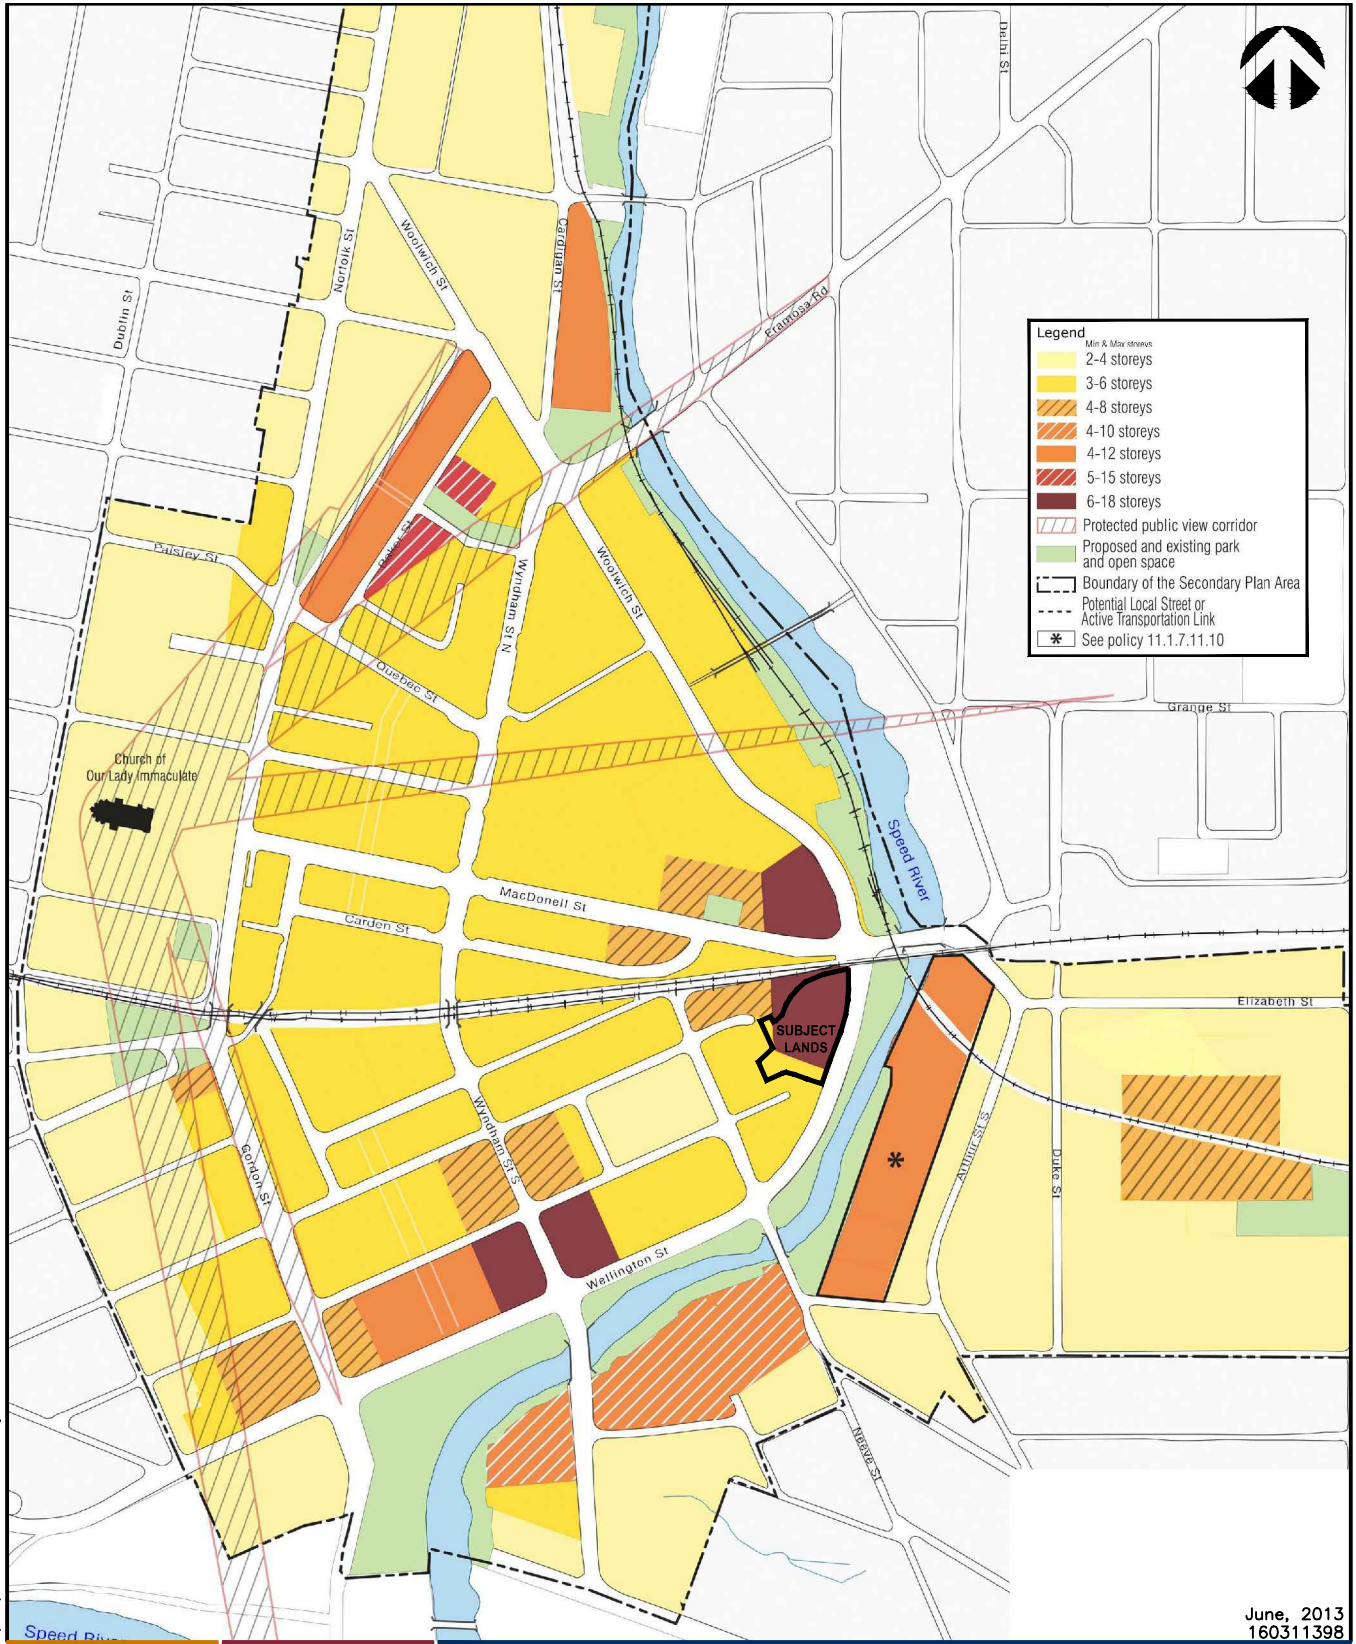 Delhi St
Woolwich St
Cardigan St
Norfolk St
Dublin St
Eramosa Rd
Legend
Min & Max storeys
2-4 storeys
3-6 storeys
4-8 storeys
4-10 storeys
4-12 storeys
5-15 storeys
6-18 storeys
Protected public view corridor
Proposed and existing park
and open space
Boundary of the Secondary Plan Area
Potential Local Street or
Active Transportation Link
* See policy 11.1.7.11.10
Paisley St
Baker St
Woolwich St
Wyndham St N
Quebec St
Grange St
Church of
Our Lady Immaculate
Speed River
MacDonell St
Carden St
Elizabeth St
SUBJECT
LANDS
Wyndham St S
Gordon St
*
Arthur St S
Duke St
Wellington St
Neeve St
June, 2013
160311398